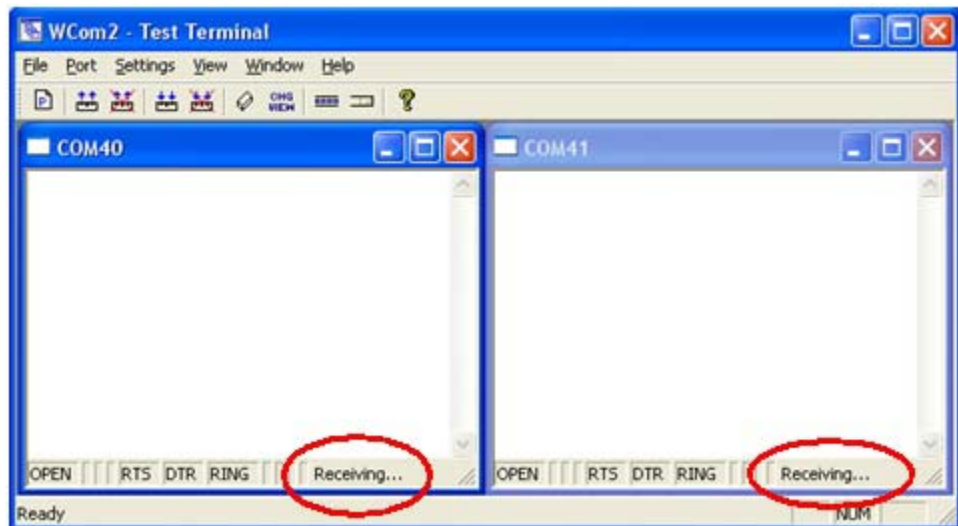 WCom2 - Test Terminal
File Port Settings View Window Help
P CHG VIEW ?
COM40
COM41
OPEN RTS DTR RING Receiving...
OPEN RTS DTR RING Receiving...
Ready NUM